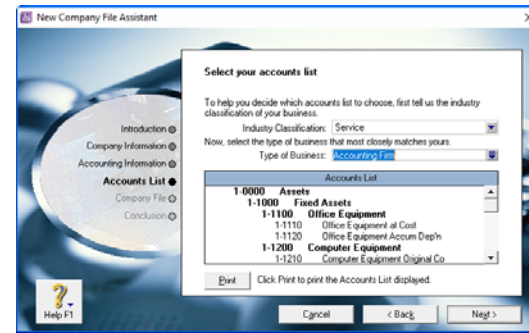 New Company File Assistant
Introduction
Company Information
Accounting Information
Accounts List
Company File
Conclusion
Help F1
Select your accounts list
To help you decide which accounts list to choose, first tell us the industry
classification of your business.
Industry Classification: Service
Now, select the type of business that most closely matches yours.
Type of Business: Accounting Firm
Accounts List
1-0000 Assets
1-1000 Fixed Assets
1-1100 Office Equipment
1-1110 Office Equipment at Cost
1-1120 Office Equipment Accum Dep'n
1-1200 Computer Equipment
1-1210 Computer Equipment Original Co
Print Click Print to print the Accounts List displayed.
Cancel < Back Next >